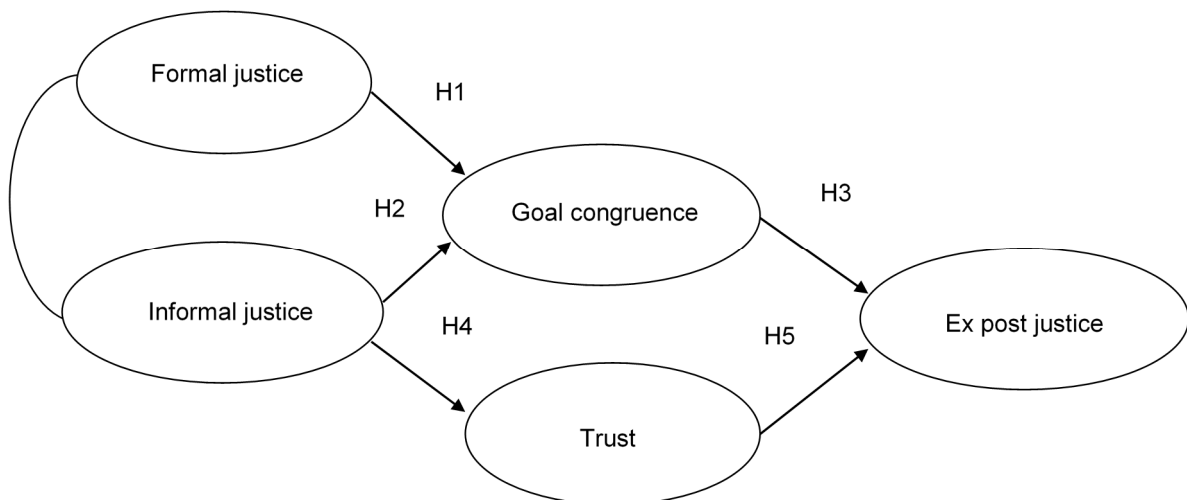 Formal justice
H1
H2
Goal congruence
H3
Informal justice
H4
H5
Ex post justice
Trust